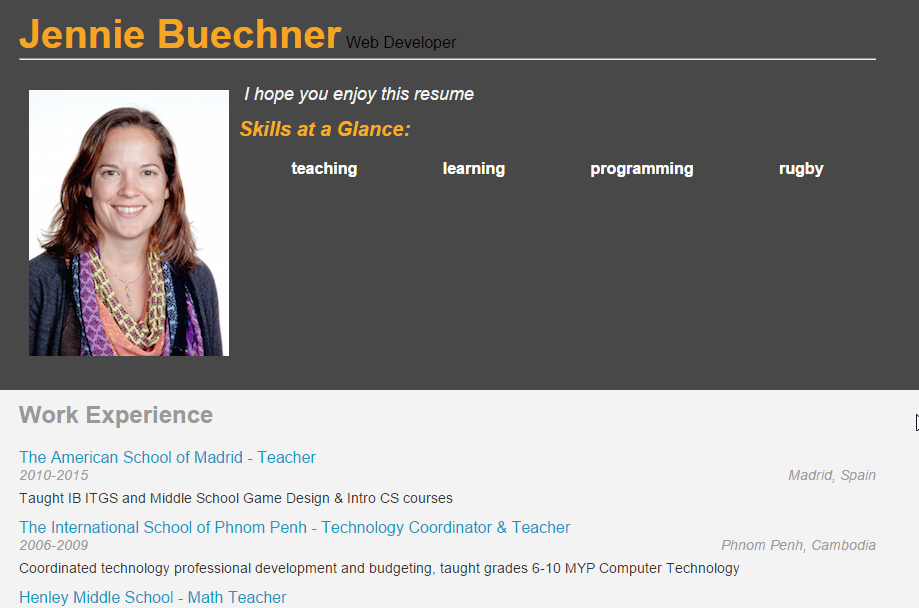 Jennie Buechner Web Developer
I hope you enjoy this resume
Skills at a Glance:
teaching learning programming rugby
Work Experience
The American School of Madrid - Teacher
2010-2015 Madrid, Spain
Taught IB ITGS and Middle School Game Design & Intro CS courses
The International School of Phnom Penh - Technology Coordinator & Teacher
2006-2009 Phnom Penh, Cambodia
Coordinated technology professional development and budgeting, taught grades 6-10 MYP Computer Technology
Henley Middle School - Math Teacher